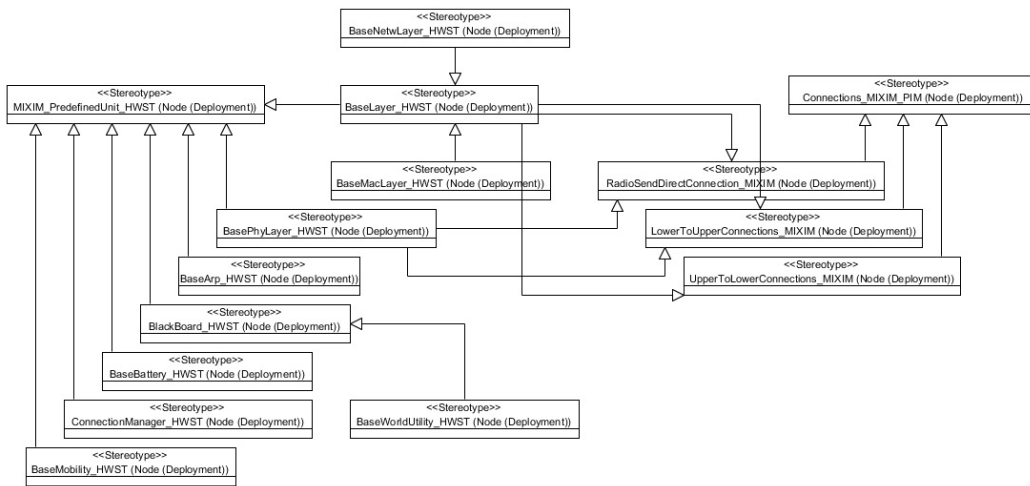 <<Stereotype>>
BaseNetwLayer_HWST (Node (Deployment))
<<Stereotype>>
MIXIM_PredefinedUnit_HWST (Node (Deployment))
<<Stereotype>>
BaseLayer_HWST (Node (Deployment))
<<Stereotype>>
Connections_MIXIM_PIM (Node (Deployment))
<<Stereotype>>
BaseMacLayer_HWST (Node (Deployment))
<<Stereotype>>
RadioSendDirectConnection_MIXIM (Node (Deployment))
<<Stereotype>>
BasePhyLayer_HWST (Node (Deployment))
<<Stereotype>>
LowerToUpperConnections_MIXIM (Node (Deployment))
<<Stereotype>>
BaseArp_HWST (Node (Deployment))
<<Stereotype>>
UpperToLowerConnections_MIXIM (Node (Deployment))
<<Stereotype>>
BlackBoard_HWST (Node (Deployment))
<<Stereotype>>
BaseBattery_HWST (Node (Deployment))
<<Stereotype>>
ConnectionManager_HWST (Node (Deployment))
<<Stereotype>>
BaseWorldUtility_HWST (Node (Deployment))
<<Stereotype>>
BaseMobility_HWST (Node (Deployment))